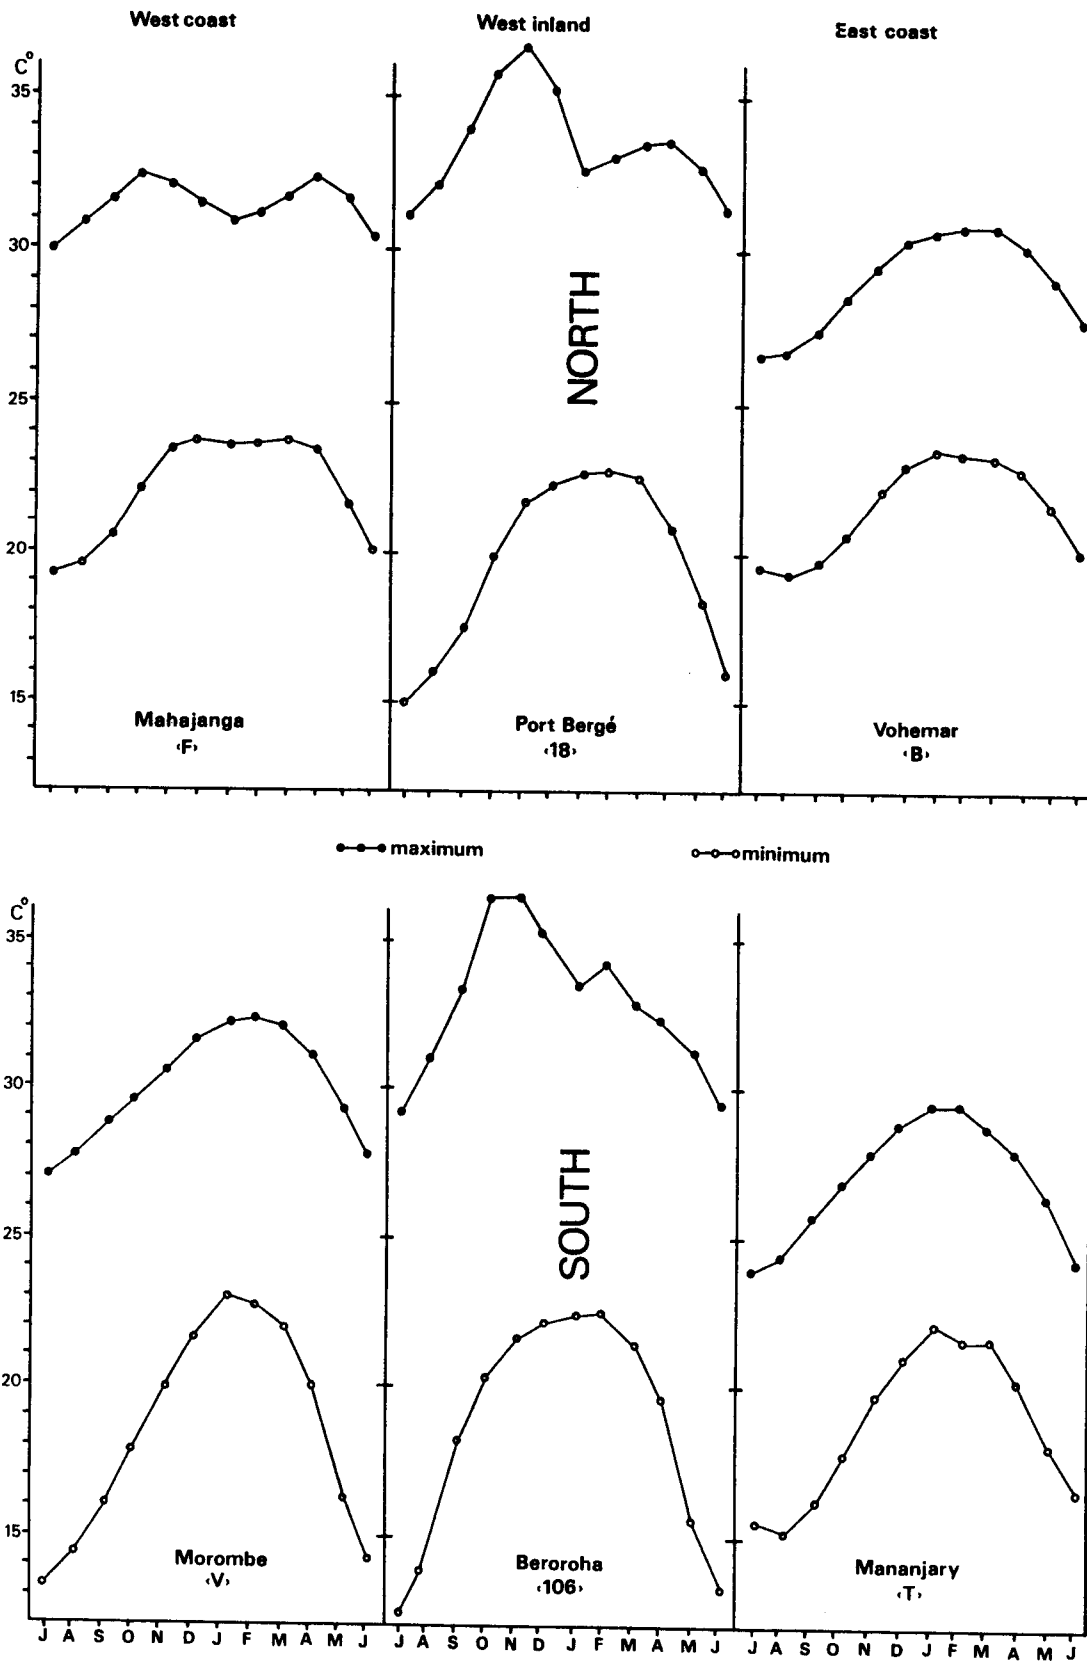 West coast
West inland
East coast
C°
35
30
25
20
15
NORTH
Mahajanga
‹F›
Port Bergé
‹18›
Vohemar
‹B›
maximum
minimum
C°
35
30
25
20
15
SOUTH
Morombe
‹V›
Beroroha
‹106›
Mananjary
‹T›
J A S O N D J F M A M J
J A S O N D J F M A M J
J A S O N D J F M A M J